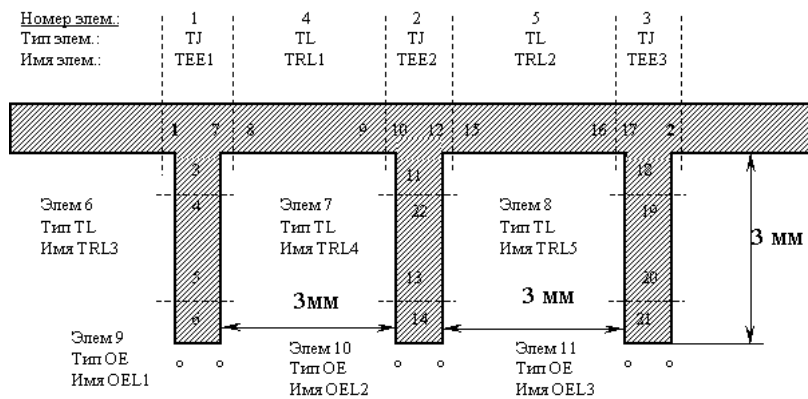 Номер элем.: 1 4 2 5 3
Тип элем.: TJ TL TJ TL TJ
Имя элем.: TEE1 TRL1 TEE2 TRL2 TEE3
1 7 8 9 10 12 15 16 17 2
3 11 18
4 22 19
Элем 6
Тип TL
Имя TRL3
Элем 7
Тип TL
Имя TRL4
Элем 8
Тип TL
Имя TRL5
3 мм
5 13 20
3мм
3 мм
6 14 21
Элем 9
Тип OE
Имя OEL1
Элем 10
Тип OE
Имя OEL2
Элем 11
Тип OE
Имя OEL3